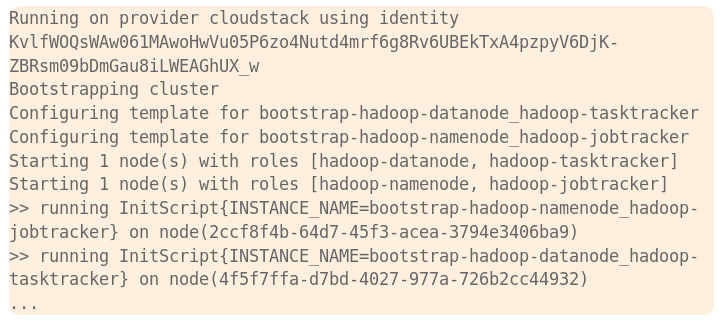 Running on provider cloudstack using identity
KvlfWOQsWAw061MAwoHwVu05P6zo4Nutd4mrf6g8Rv6UBEkTxA4pzpyV6DjK-
ZBRsm09bDmGau8iLWEAGhUX_w
Bootstrapping cluster
Configuring template for bootstrap-hadoop-datanode_hadoop-tasktracker
Configuring template for bootstrap-hadoop-namenode_hadoop-jobtracker
Starting 1 node(s) with roles [hadoop-datanode, hadoop-tasktracker]
Starting 1 node(s) with roles [hadoop-namenode, hadoop-jobtracker]
>> running InitScript{INSTANCE_NAME=bootstrap-hadoop-namenode_hadoop-
jobtracker} on node(2ccf8f4b-64d7-45f3-acea-3794e3406ba9)
>> running InitScript{INSTANCE_NAME=bootstrap-hadoop-datanode_hadoop-
tasktracker} on node(4f5f7ffa-d7bd-4027-977a-726b2cc44932)
...